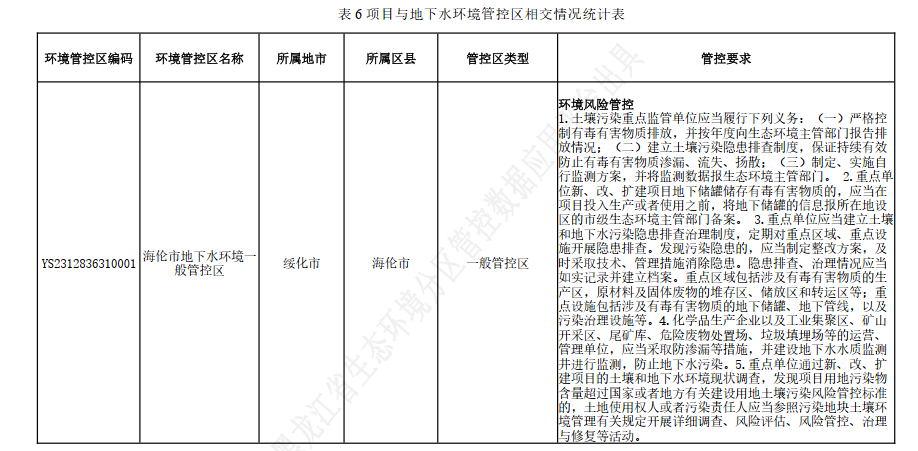 表 6 项目与地下水环境管控区相交情况统计表
环境管控区编码 环境管控区名称 所属地市 所属区县 管控区类型 管控要求
YS2312836310001 海伦市地下水环境一
般管控区
绥化市 海伦市 一般管控区
环境风险管控
1.土壤污染重点监管单位应当履行下列义务：（一）严格控
制有毒有害物质排放，并按年度向生态环境主管部门报告排
放情况；（二）建立土壤污染隐患排查制度，保证持续有效
防止有毒有害物质渗漏、流失、扬散；（三）制定、实施自
行监测方案，并将监测数据报生态环境主管部门。 2.重点单
位新、改、扩建项目地下储罐储存有毒有害物质的，应当在
项目投入生产或者使用之前，将地下储罐的信息报所在地设
区的市级生态环境主管部门备案。 3.重点单位应当建立土壤
和地下水污染隐患排查治理制度，定期对重点区域、重点设
施开展隐患排查。发现污染隐患的，应当制定整改方案，及
时采取技术、管理措施消除隐患。隐患排查、治理情况应当
如实记录并建立档案。重点区域包括涉及有毒有害物质的生
产区，原材料及固体废物的堆存区、储放区和转运区等；重
点设施包括涉及有毒有害物质的地下储罐、地下管线，以及
污染治理设施等。4.化学品生产企业以及工业集聚区、矿山
开采区、尾矿库、危险废物处置场、垃圾填埋场等的运营、
管理单位，应当采取防渗漏等措施，并建设地下水水质监测
井进行监测，防止地下水污染。5.重点单位通过新、改、扩
建项目的土壤和地下水环境现状调查，发现项目用地污染物
含量超过国家或者地方有关建设用地土壤污染风险管控标准
的，土地使用权人或者污染责任人应当参照污染地块土壤环
境管理有关规定开展详细调查、风险评估、风险管控、治理
与修复等活动。
黑龙江省生态环境分区管控数据应用平台出具